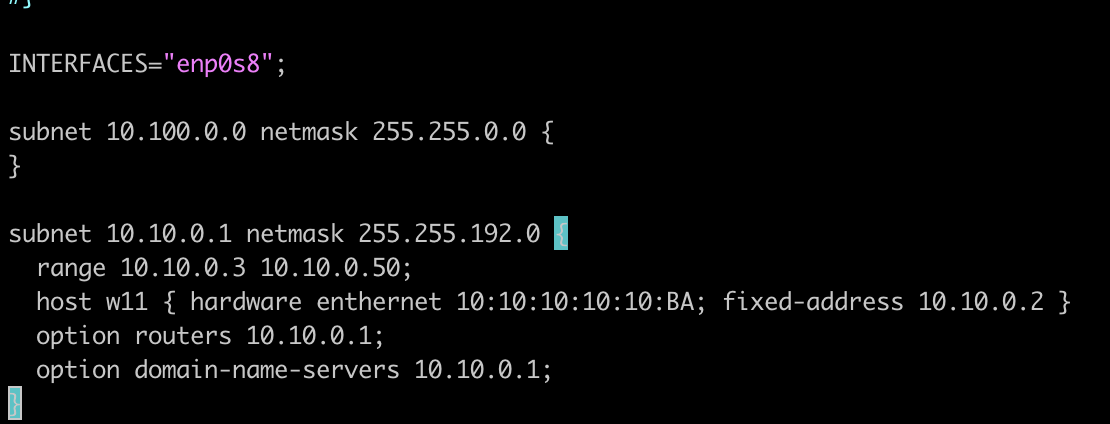 #}
INTERFACES="enp0s8";
subnet 10.100.0.0 netmask 255.255.0.0 {
}
subnet 10.10.0.1 netmask 255.255.192.0 {
range 10.10.0.3 10.10.0.50;
host w11 { hardware enthernet 10:10:10:10:10:BA; fixed-address 10.10.0.2 }
option routers 10.10.0.1;
option domain-name-servers 10.10.0.1;
}